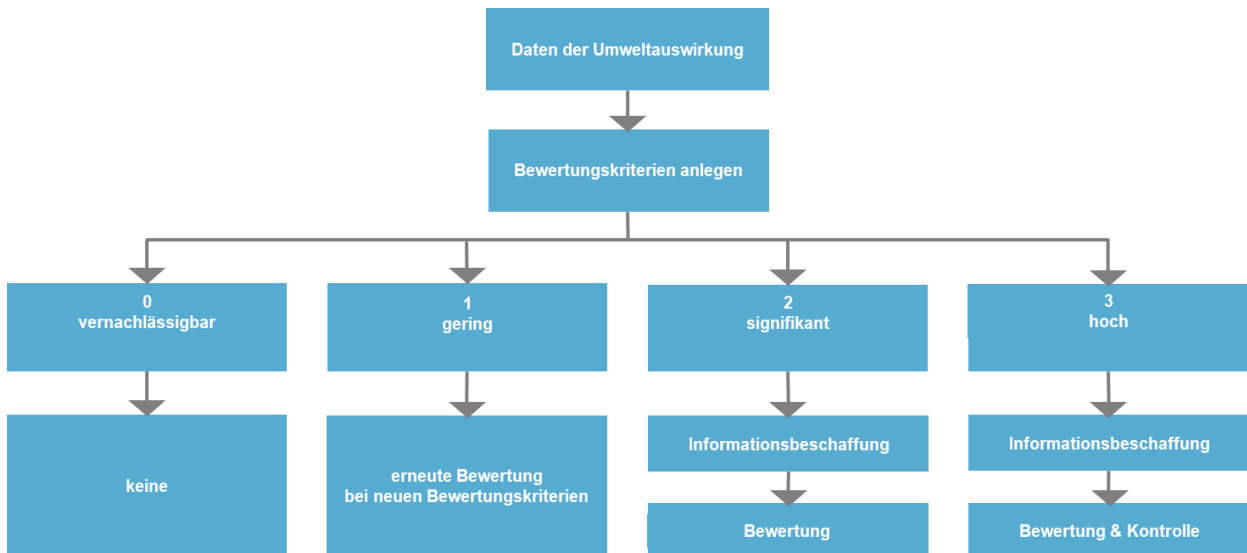 Daten der Umweltauswirkung
Bewertungskriterien anlegen
0
vernachlässigbar
1
gering
2
signifikant
3
hoch
keine
erneute Bewertung
bei neuen Bewertungskriterien
Informationsbeschaffung
Bewertung
Informationsbeschaffung
Bewertung & Kontrolle